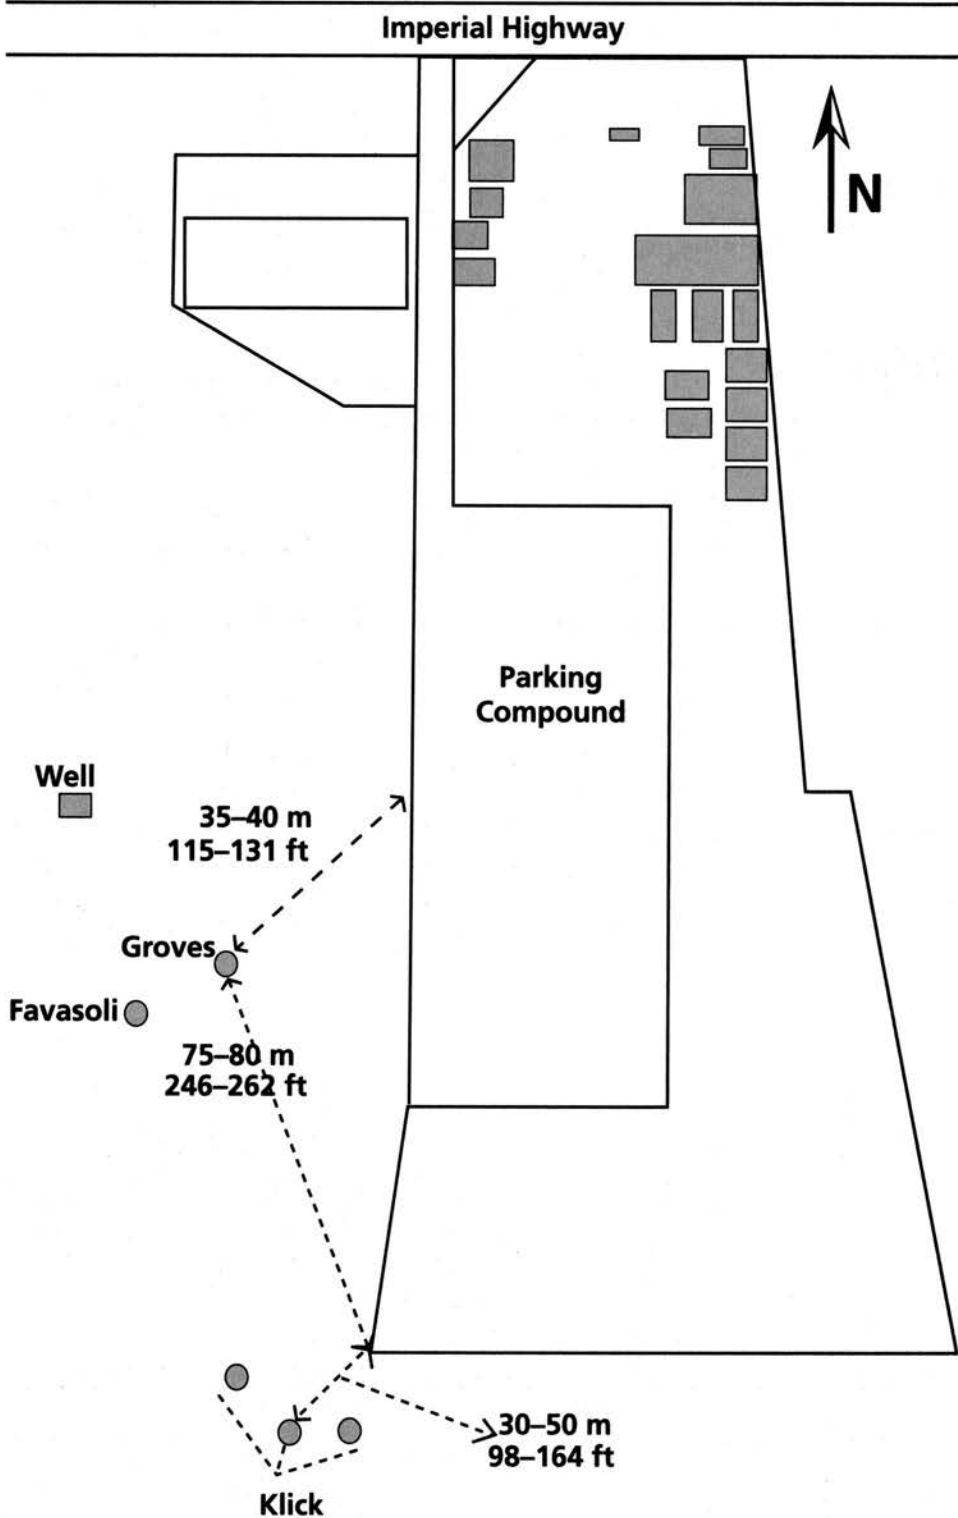 Imperial Highway
N
Parking
Compound
Well
35–40 m
115–131 ft
Groves
Favasoli
75–80 m
246–262 ft
30–50 m
98–164 ft
Klick